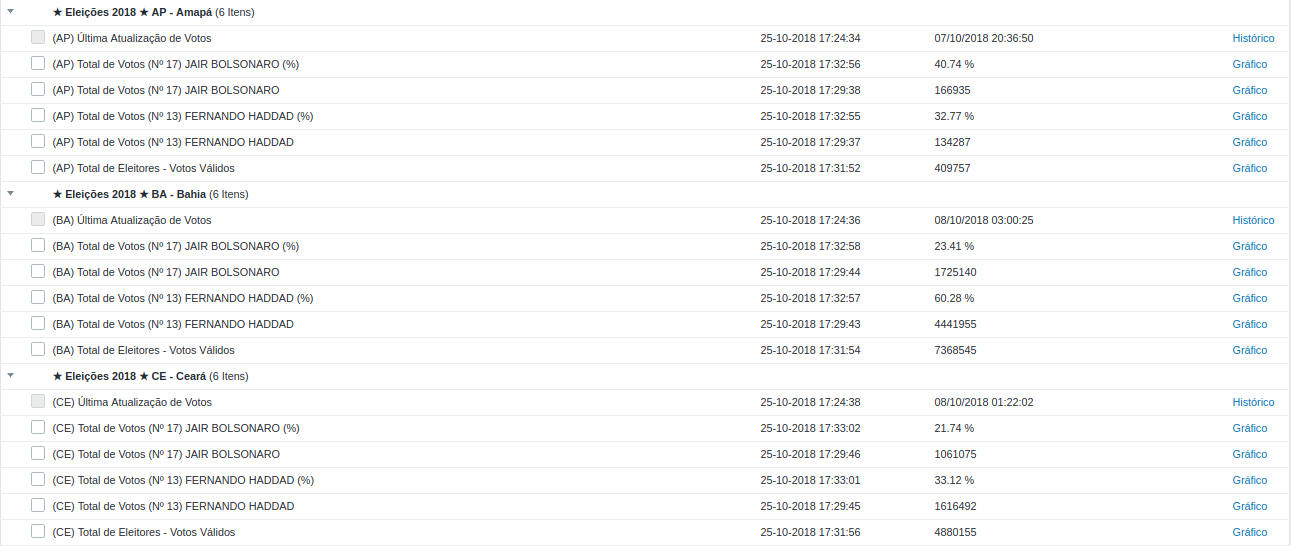 ★ Eleições 2018 ★ AP - Amapá (6 Itens)
(AP) Última Atualização de Votos 25-10-2018 17:24:34 07/10/2018 20:36:50 Histórico
(AP) Total de Votos (Nº 17) JAIR BOLSONARO (%) 25-10-2018 17:32:56 40.74 % Gráfico
(AP) Total de Votos (Nº 17) JAIR BOLSONARO 25-10-2018 17:29:38 166935 Gráfico
(AP) Total de Votos (Nº 13) FERNANDO HADDAD (%) 25-10-2018 17:32:55 32.77 % Gráfico
(AP) Total de Votos (Nº 13) FERNANDO HADDAD 25-10-2018 17:29:37 134287 Gráfico
(AP) Total de Eleitores - Votos Válidos 25-10-2018 17:31:52 409757 Gráfico
★ Eleições 2018 ★ BA - Bahia (6 Itens)
(BA) Última Atualização de Votos 25-10-2018 17:24:36 08/10/2018 03:00:25 Histórico
(BA) Total de Votos (Nº 17) JAIR BOLSONARO (%) 25-10-2018 17:32:58 23.41 % Gráfico
(BA) Total de Votos (Nº 17) JAIR BOLSONARO 25-10-2018 17:29:44 1725140 Gráfico
(BA) Total de Votos (Nº 13) FERNANDO HADDAD (%) 25-10-2018 17:32:57 60.28 % Gráfico
(BA) Total de Votos (Nº 13) FERNANDO HADDAD 25-10-2018 17:29:43 4441955 Gráfico
(BA) Total de Eleitores - Votos Válidos 25-10-2018 17:31:54 7368545 Gráfico
★ Eleições 2018 ★ CE - Ceará (6 Itens)
(CE) Última Atualização de Votos 25-10-2018 17:24:38 08/10/2018 01:22:02 Histórico
(CE) Total de Votos (Nº 17) JAIR BOLSONARO (%) 25-10-2018 17:33:02 21.74 % Gráfico
(CE) Total de Votos (Nº 17) JAIR BOLSONARO 25-10-2018 17:29:46 1061075 Gráfico
(CE) Total de Votos (Nº 13) FERNANDO HADDAD (%) 25-10-2018 17:33:01 33.12 % Gráfico
(CE) Total de Votos (Nº 13) FERNANDO HADDAD 25-10-2018 17:29:45 1616492 Gráfico
(CE) Total de Eleitores - Votos Válidos 25-10-2018 17:31:56 4880155 Gráfico